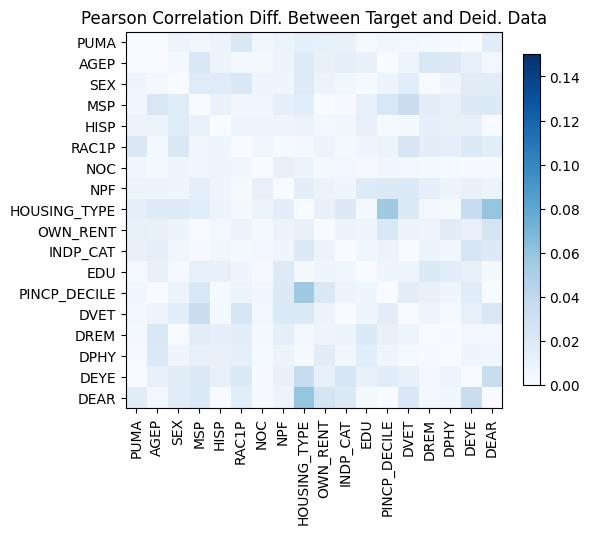 Pearson Correlation Diff. Between Target and Deid. Data
PUMA
AGEP
SEX
MSP
HISP
RAC1P
NOC
NPF
HOUSING_TYPE
OWN_RENT
INDP_CAT
EDU
PINCP_DECILE
DVET
DREM
DPHY
DEYE
DEAR
PUMA
AGEP
SEX
MSP
HISP
RAC1P
NOC
NPF
HOUSING_TYPE
OWN_RENT
INDP_CAT
EDU
PINCP_DECILE
DVET
DREM
DPHY
DEYE
DEAR
0.14
0.12
0.10
0.08
0.06
0.04
0.02
0.00